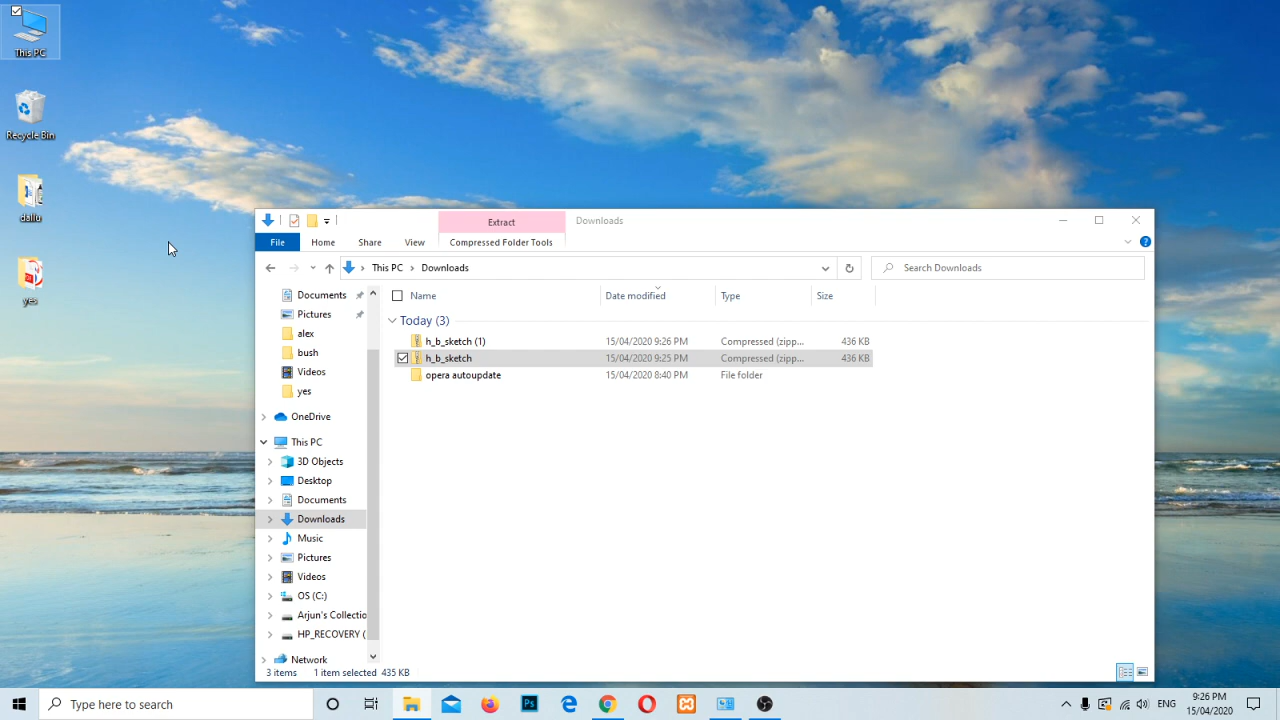 This PC
Recycle Bin
dallu
yes
Extract
Downloads
File
Home
Share
View
Compressed Folder Tools
This PC
Downloads
Search Downloads
Documents
Pictures
alex
bush
Videos
yes
OneDrive
This PC
3D Objects
Desktop
Documents
Downloads
Music
Pictures
Videos
OS (C:)
Arjun's Collectio
HP_RECOVERY (
Network
Name
Date modified
Type
Size
Today (3)
h_b_sketch (1)
15/04/2020 9:26 PM
Compressed (zipp...
436 KB
h_b_sketch
15/04/2020 9:25 PM
Compressed (zipp...
436 KB
opera autoupdate
15/04/2020 8:40 PM
File folder
3 items
1 item selected 435 KB
Type here to search
Ps
ENG
9:26 PM
15/04/2020